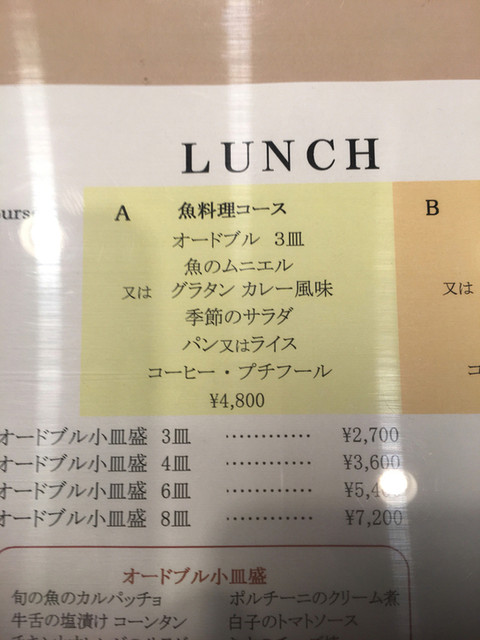 LUNCH
A 魚料理コース
オードブル 3皿
魚のムニエル
又は グラタン カレー風味
季節のサラダ
パン又はライス
コーヒー・プチフール
¥4,800
B
又は
オードブル小皿盛 3皿 ………… ¥2,700
オードブル小皿盛 4皿 ………… ¥3,600
オードブル小皿盛 6皿 …………
オードブル小皿盛 8皿 ………… ¥7,200
オードブル小皿盛
旬の魚のカルパッチョ ポルチーニのクリーム煮
牛舌の塩漬け コーンタン 白子のトマトソース